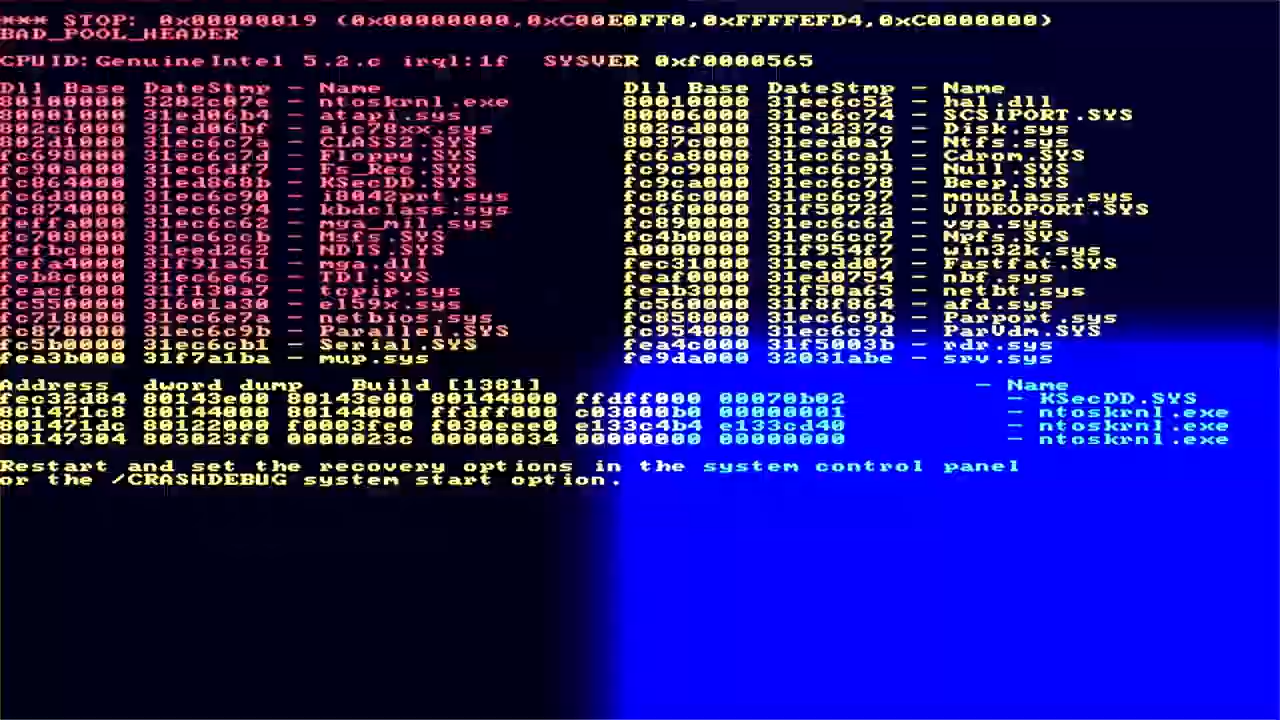 *** STOP: 0x00000019 (0x00000000,0xC00E0FF0,0xFFFFEFD4,0xC0000000)
BAD_POOL_HEADER
CPUID:GenuineIntel 5.2.c irql:1f SYSVER 0xf0000565
Dll Base DateStmp - Name Dll Base DateStmp - Name
80100000 3202c07e - ntoskrnl.exe 80010000 31ee6c52 - hal.dll
80001000 31ed06b4 - atapi.sys 80006000 31ec6c74 - SCSIPORT.SYS
802c6000 31ed06bf - aic78xx.sys 802cd000 31ed237c - Disk.sys
802d1000 31ec6c7a - CLASS2.SYS 8037c000 31eed0a7 - Ntfs.sys
fc698000 31ec6c7d - Floppy.SYS fc6a8000 31ec6ca1 - Cdrom.SYS
fc90a000 31ec6df7 - Fs_Rec.SYS fc9c9000 31ec6c99 - Null.SYS
fc864000 31ed868b - KSecDD.SYS fc9ca000 31ec6c78 - Beep.SYS
fc6d8000 31ec6c90 - i8042prt.sys fc86c000 31ec6c97 - mouclass.sys
fc874000 31ec6c94 - kbdclass.sys fc6f0000 31f50722 - VIDEOPORT.SYS
feffa000 31ec6c62 - mga_mil.sys fc890000 31ec6c6d - vga.sys
fc708000 31ec6ccb - Msfs.SYS fc4b0000 31ec6cc7 - Npfs.SYS
fefbc000 31eed262 - NDIS.SYS a0000000 31f954f7 - win32k.sys
fefa4000 31f91a51 - mga.dll fec31000 31eedd07 - Fastfat.SYS
feb8c000 31ec6e6c - TDI.SYS feaf0000 31ed0754 - nbf.sys
feacf000 31f130a7 - tcpip.sys feab3000 31f50a65 - netbt.sys
fc550000 31601a30 - el59x.sys fc560000 31f8f864 - afd.sys
fc718000 31ec6e7a - netbios.sys fc858000 31ec6c9b - Parport.sys
fc870000 31ec6c9b - Parallel.SYS fc954000 31ec6c9d - ParVdm.SYS
fc5b0000 31ec6cb1 - Serial.SYS fea4c000 31f5003b - rdr.sys
fea3b000 31f7a1ba - mup.sys fe9da000 32031abe - srv.sys
Address dword dump Build [1381] - Name
fec32d84 80143e00 80143e00 80144000 ffdff000 00070b02 - KSecDD.SYS
801471c8 80144000 80144000 ffdff000 c03000b0 00000001 - ntoskrnl.exe
801471dc 80122000 f0003fe0 f030eee0 e133c4b4 e133cd40 - ntoskrnl.exe
80147304 803023f0 0000023c 00000034 00000000 00000000 - ntoskrnl.exe
Restart and set the recovery options in the system control panel
or the /CRASHDEBUG system start option.